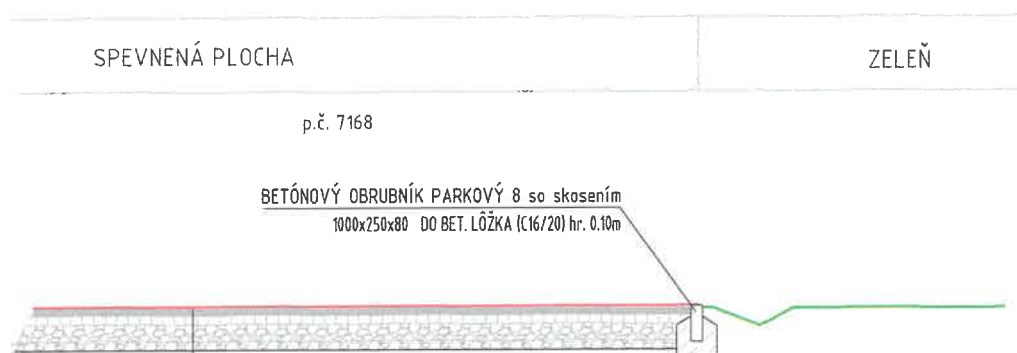 SPEVNENÁ PLOCHA
ZELEŇ
p.č. 7168
BETÓNOVÝ OBRUBNÍK PARKOVÝ 8 so skosením
1000x250x80 DO BET. LÔŽKA (C16/20) hr. 0.10m